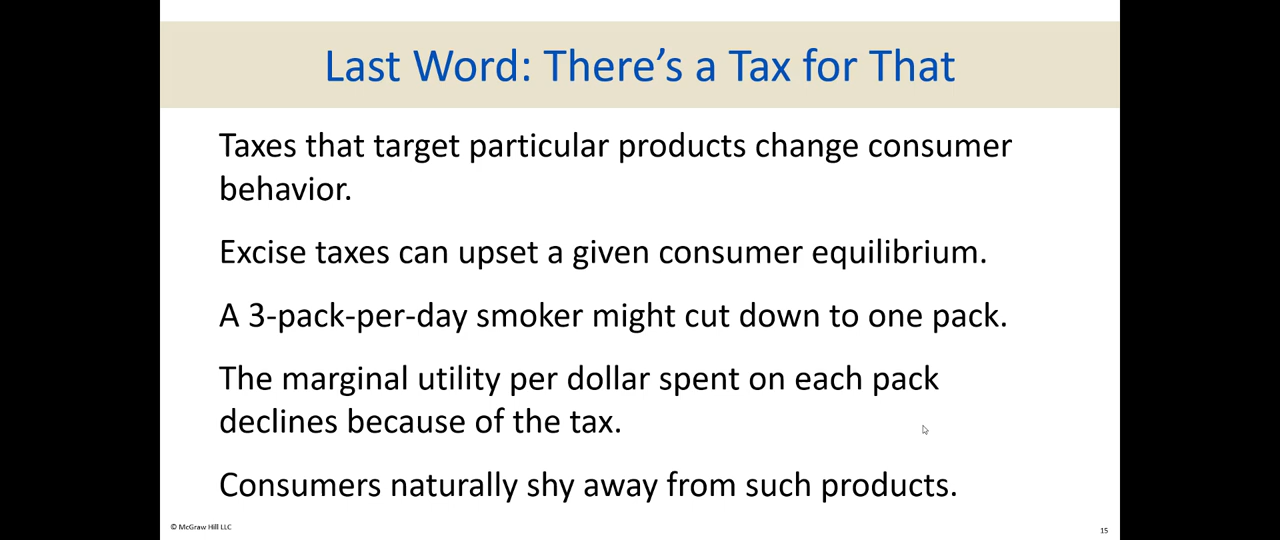 Last Word: There’s a Tax for That
Taxes that target particular products change consumer
behavior.
Excise taxes can upset a given consumer equilibrium.
A 3-pack-per-day smoker might cut down to one pack.
The marginal utility per dollar spent on each pack
declines because of the tax.
Consumers naturally shy away from such products.
© McGraw Hill LLC
15